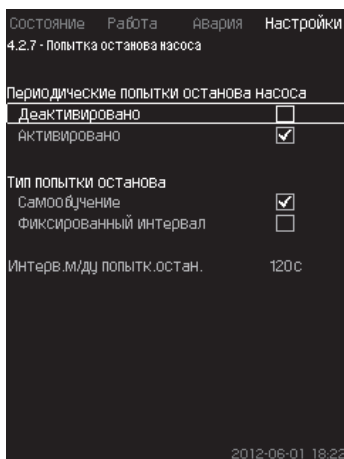 Состояние Работа Авария Настройки
4.2.7 - Попытка останова насоса
Периодические попытки останова насоса
Деактивировано
Активировано
Тип попытки останова
Самообучение
Фиксированный интервал
Интерв.м/ду попытк.остан. 120с
2012-06-01 18:22